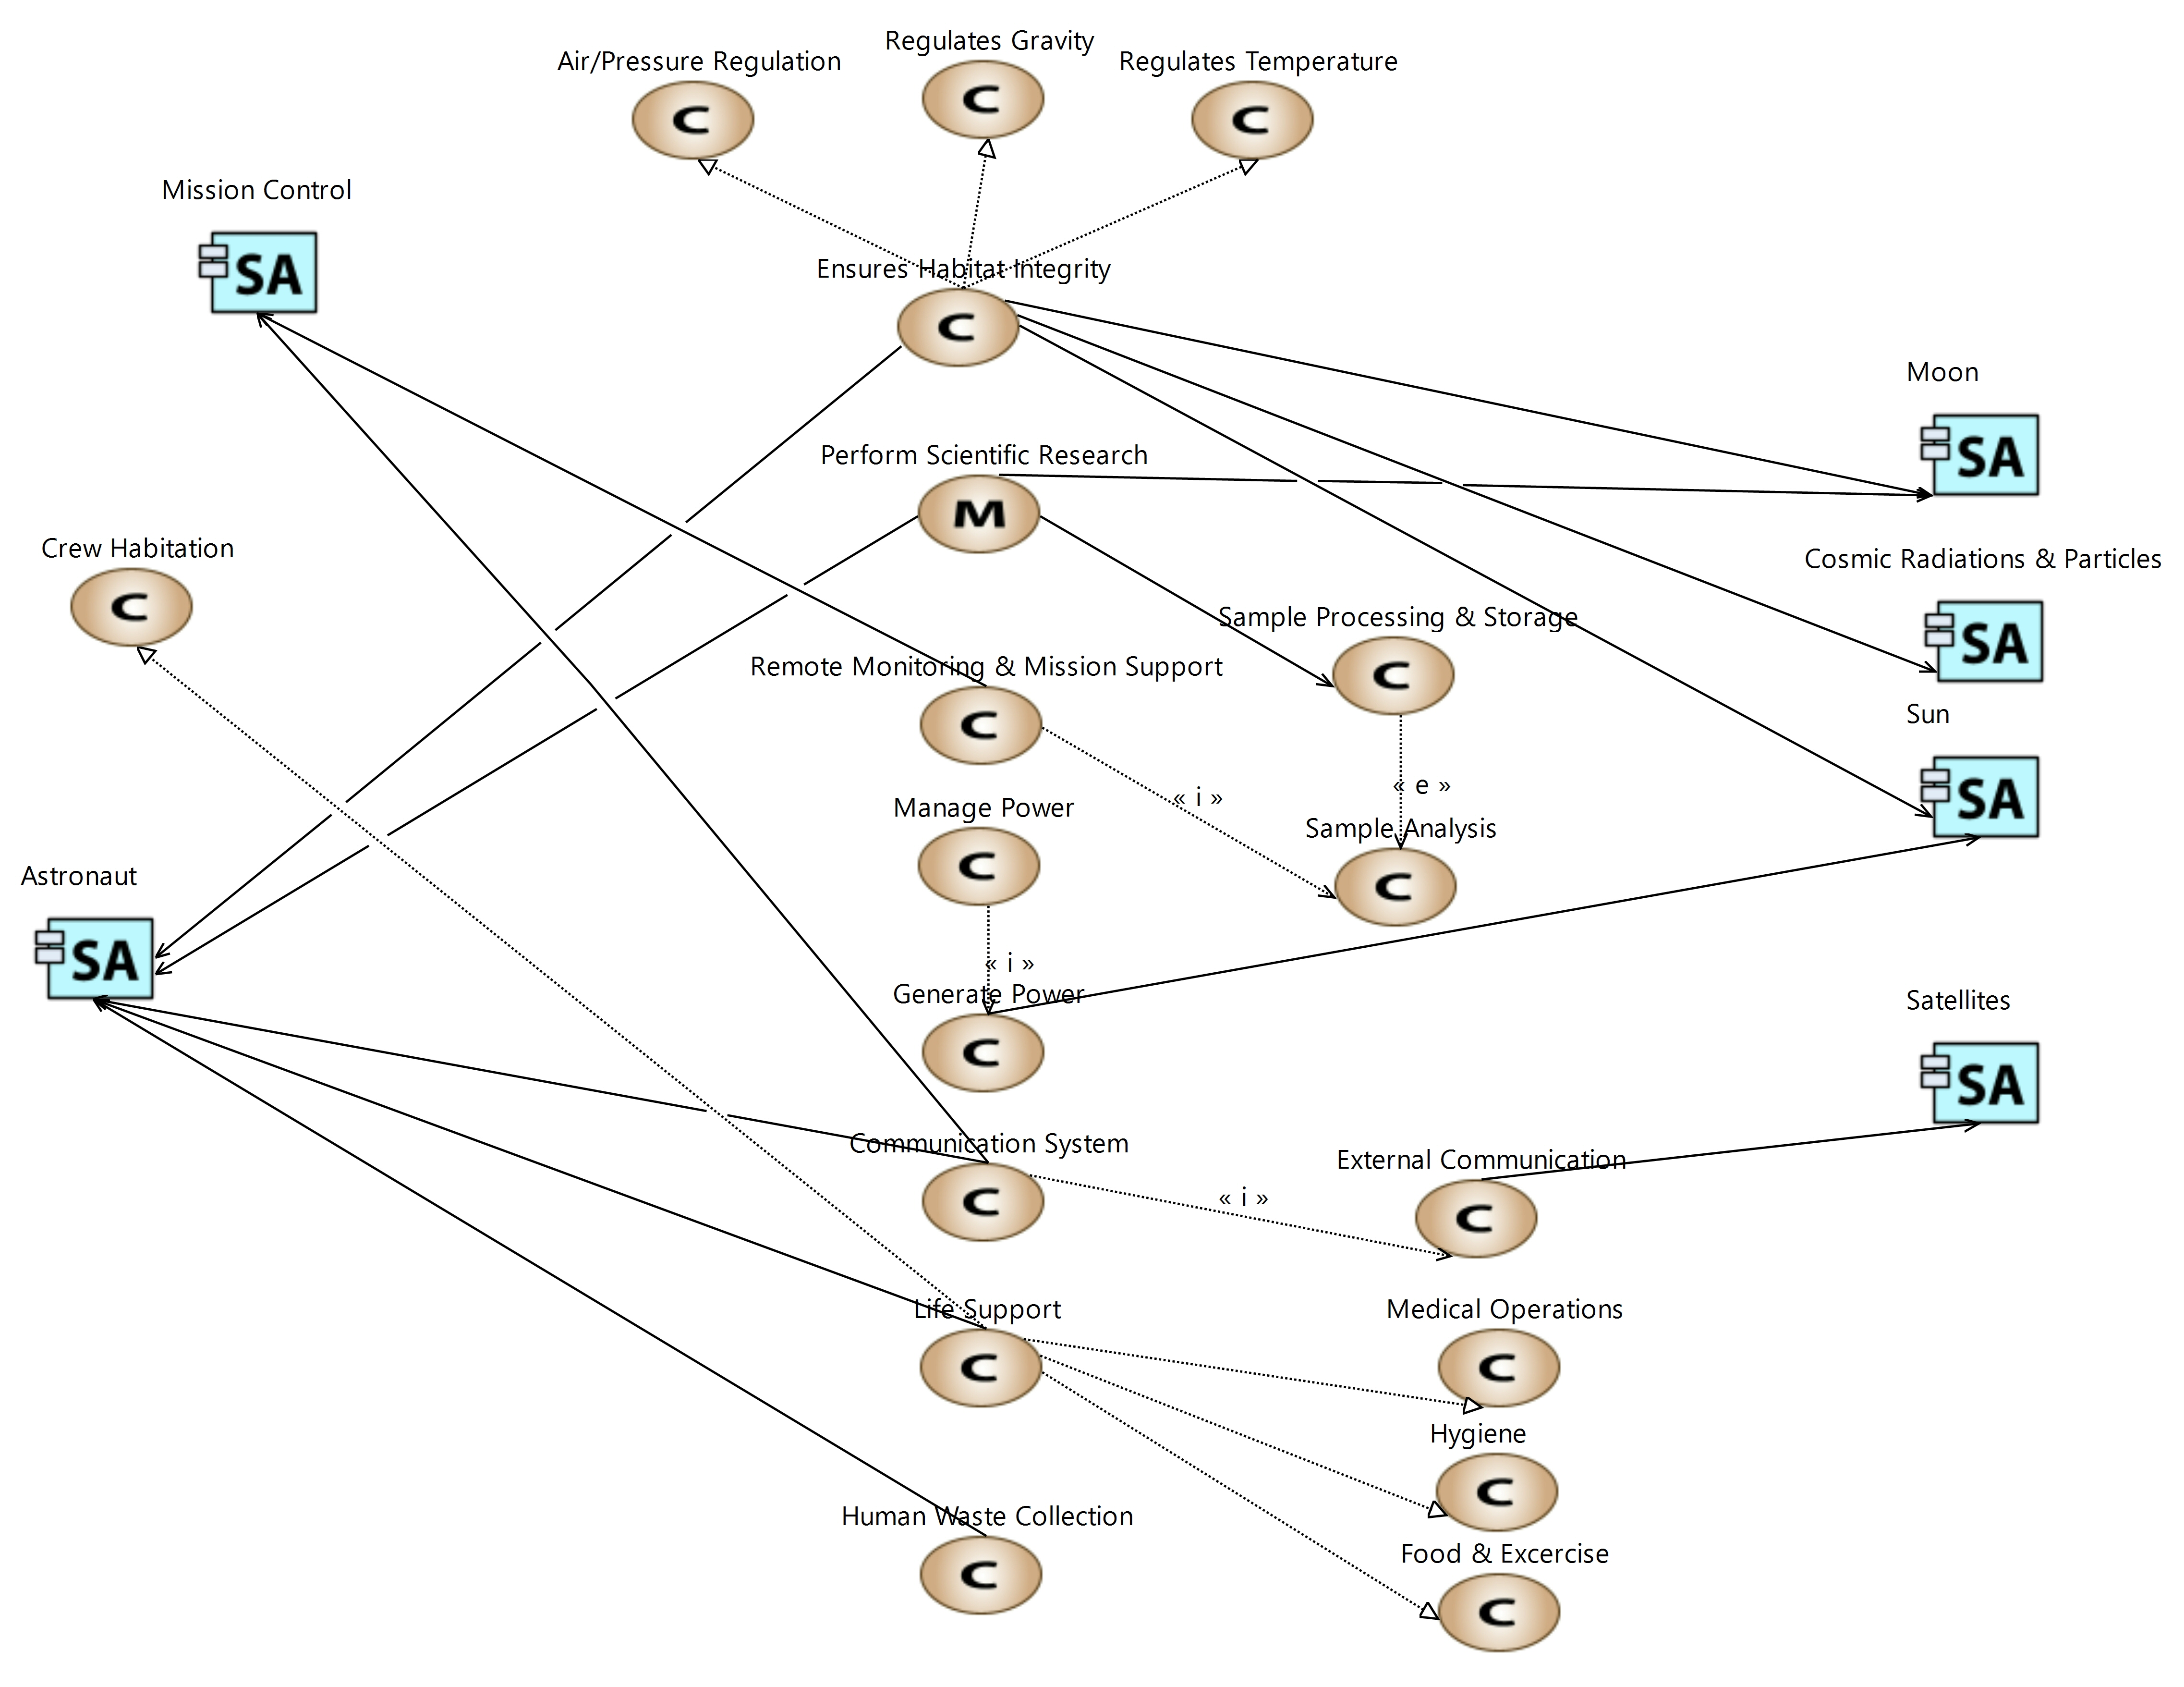 Regulates Gravity
Air/Pressure Regulation
Regulates Temperature
C
C
C
Mission Control
SA
Ensures Habitat Integrity
C
Moon
SA
Perform Scientific Research
M
Crew Habitation
C
Cosmic Radiations & Particles
SA
Sample Processing & Storage
C
Remote Monitoring & Mission Support
C
Sun
SA
« i »
« e »
Manage Power
C
Sample Analysis
C
Astronaut
SA
« i »
Generate Power
C
Satellites
SA
Communication System
C
External Communication
C
« i »
Life Support
C
Medical Operations
C
Hygiene
C
Human Waste Collection
C
Food & Excercise
C